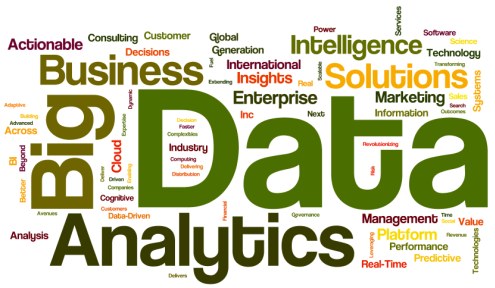 Power
Services
Software
Actionable
Consulting
Customer
Global
Intelligence
Science
Decisions
Generation
Technology
Business
Fuel
International
Scalable
Transforming
Extending
Insights
Real
Solutions
Systems
Adaptive
Dynamic
Enterprise
Marketing
Sales
Building
Big
Data
Inc
Next
Information
Search
Outcomes
Advanced
Expertise
Decision
Faster
Across
Complexities
Revolutionizing
BI
Beyond
Cloud
Industry
Computing
Better
Deliver
Driven
Enabling
Delivering
Risk
Companies
Distribution
Cognitive
Avenues
Customers
Data-Driven
Financial
Governance
Management
Time
Social
Value
Analysis
Analytics
Leveraging
Platform
Revenue
Technologies
Performance
Predictive
Real-Time
Delivers